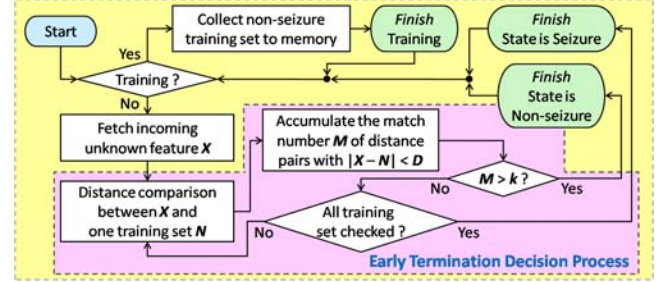 Start
Collect non-seizure
training set to memory
Finish
Training
Finish
State is Seizure
Yes
Training ?
No
Finish
State is
Non-seizure
Fetch incoming
unknown feature X
Accumulate the match
number M of distance
pairs with |X – N| < D
No
M > k ?
Yes
Distance comparison
between X and
one training set N
No
All training
set checked ?
Yes
Early Termination Decision Process